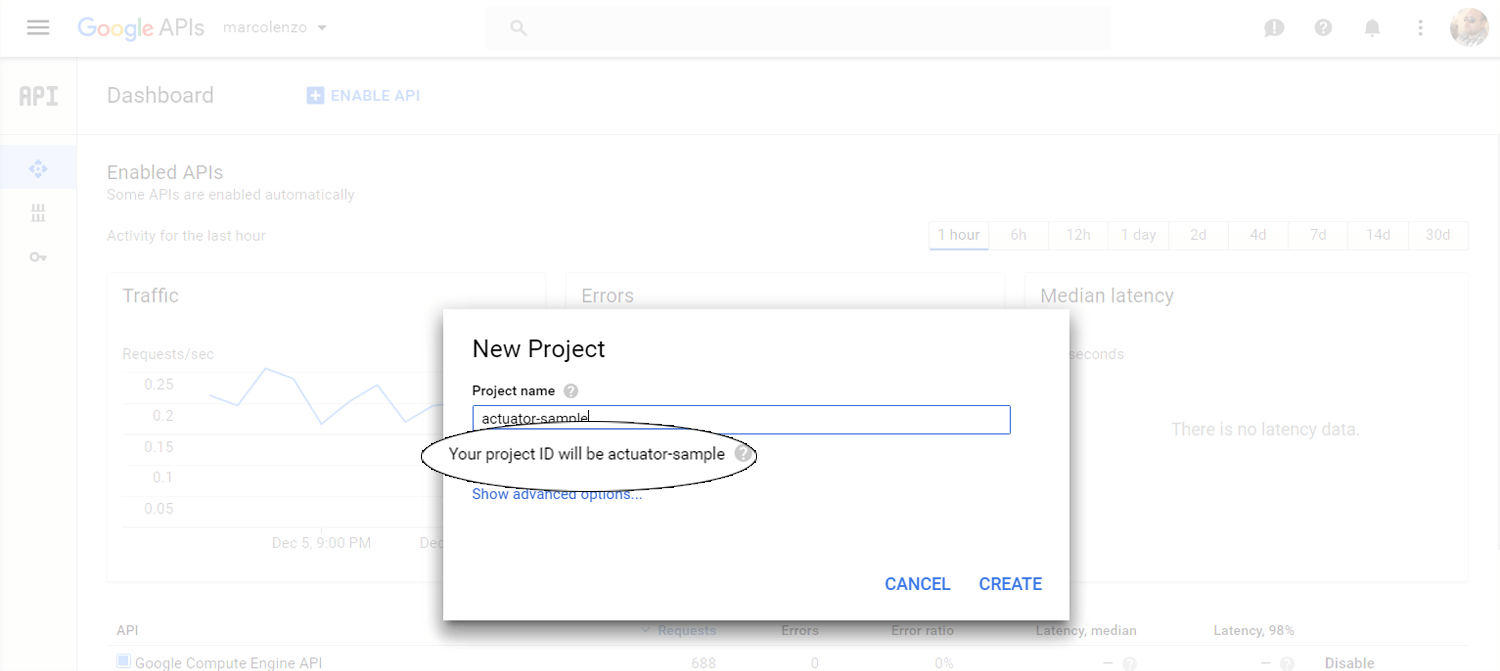 Google APIs marcolenzo
API Dashboard ENABLE API
Enabled APIs
Some APIs are enabled automatically
Activity for the last hour
1 hour 6h 12h 1 day 2d 4d 7d 14d 30d
Traffic
Errors
Median latency
Requests/sec
seconds
0.25
0.2
0.15
0.1
0.05
Dec 5, 9:00 PM Dec
There is no latency data.
New Project
Project name ?
actuator-sample
Your project ID will be actuator-sample ?
Show advanced options...
CANCEL CREATE
API Requests Errors Error ratio Latency, median Latency, 98%
Google Compute Engine API 688 0 0% – ? – ? Disable